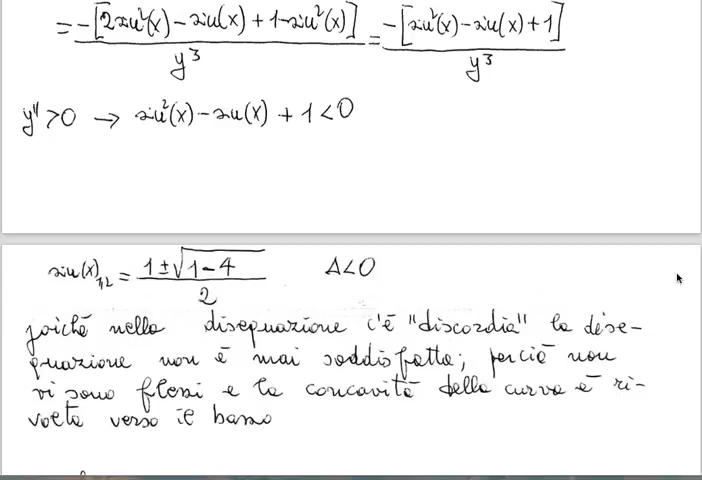 = -[2sin²(x) - sin(x) + 1 - sin²(x)] / y³ = -[sin²(x) - sin(x) + 1] / y³
y'' > 0 → sin²(x) - sin(x) + 1 < 0
sin(x)₁,₂ = 1 ± √1-4 / 2 Δ<0
poiché nella disequazione c'è "discordia" la dise-
quazione non è mai soddisfatta; perciò non
vi sono flessi e la concavità della curva è ri-
volta verso il basso